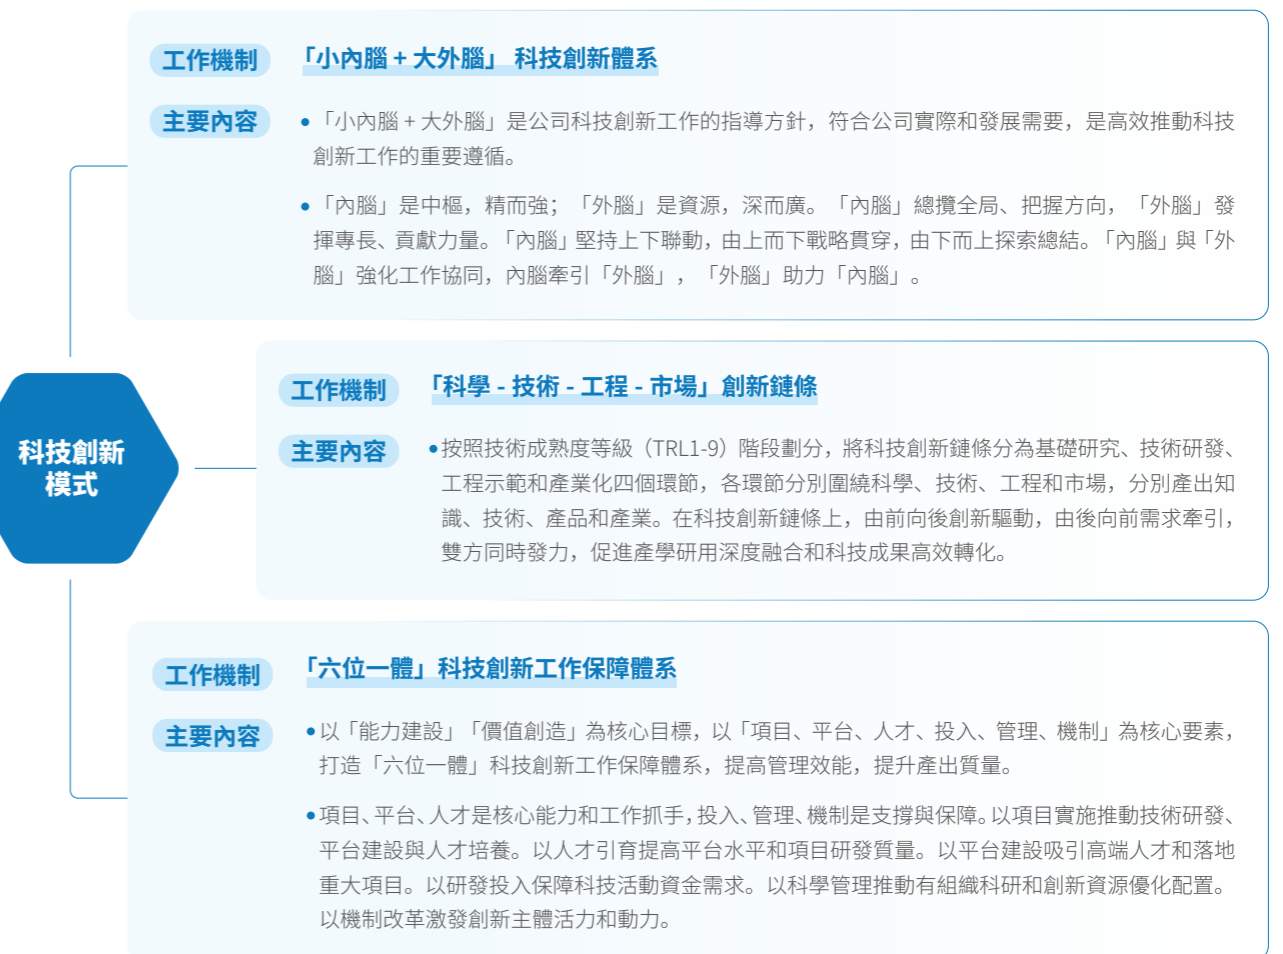 工作機制
「小內腦 + 大外腦」 科技創新體系
主要內容
•「小內腦 + 大外腦」是公司科技創新工作的指導方針，符合公司實際和發展需要，是高效推動科技
創新工作的重要遵循。
•「內腦」是中樞，精而強；「外腦」是資源，深而廣。「內腦」總攬全局、把握方向，「外腦」發
揮專長、貢獻力量。「內腦」堅持上下聯動，由上而下戰略貫穿，由下而上探索總結。「內腦」與「外
腦」強化工作協同，內腦牽引「外腦」，「外腦」助力「內腦」。
科技創新
模式
工作機制
「科學 - 技術 - 工程 - 市場」創新鏈條
主要內容
•按照技術成熟度等級（TRL1-9）階段劃分，將科技創新鏈條分為基礎研究、技術研發、
工程示範和產業化四個環節，各環節分別圍繞科學、技術、工程和市場，分別產出知
識、技術、產品和產業。在科技創新鏈條上，由前向後創新驅動，由後向前需求牽引，
雙方同時發力，促進產學研用深度融合和科技成果高效轉化。
工作機制
「六位一體」科技創新工作保障體系
主要內容
•以「能力建設」「價值創造」為核心目標，以「項目、平台、人才、投入、管理、機制」為核心要素，
打造「六位一體」科技創新工作保障體系，提高管理效能，提升產出質量。
•項目、平台、人才是核心能力和工作抓手，投入、管理、機制是支撐與保障。以項目實施推動技術研發、
平台建設與人才培養。以人才引育提高平台水平和項目研發質量。以平台建設吸引高端人才和落地
重大項目。以研發投入保障科技活動資金需求。以科學管理推動有組織科研和創新資源優化配置。
以機制改革激發創新主體活力和動力。